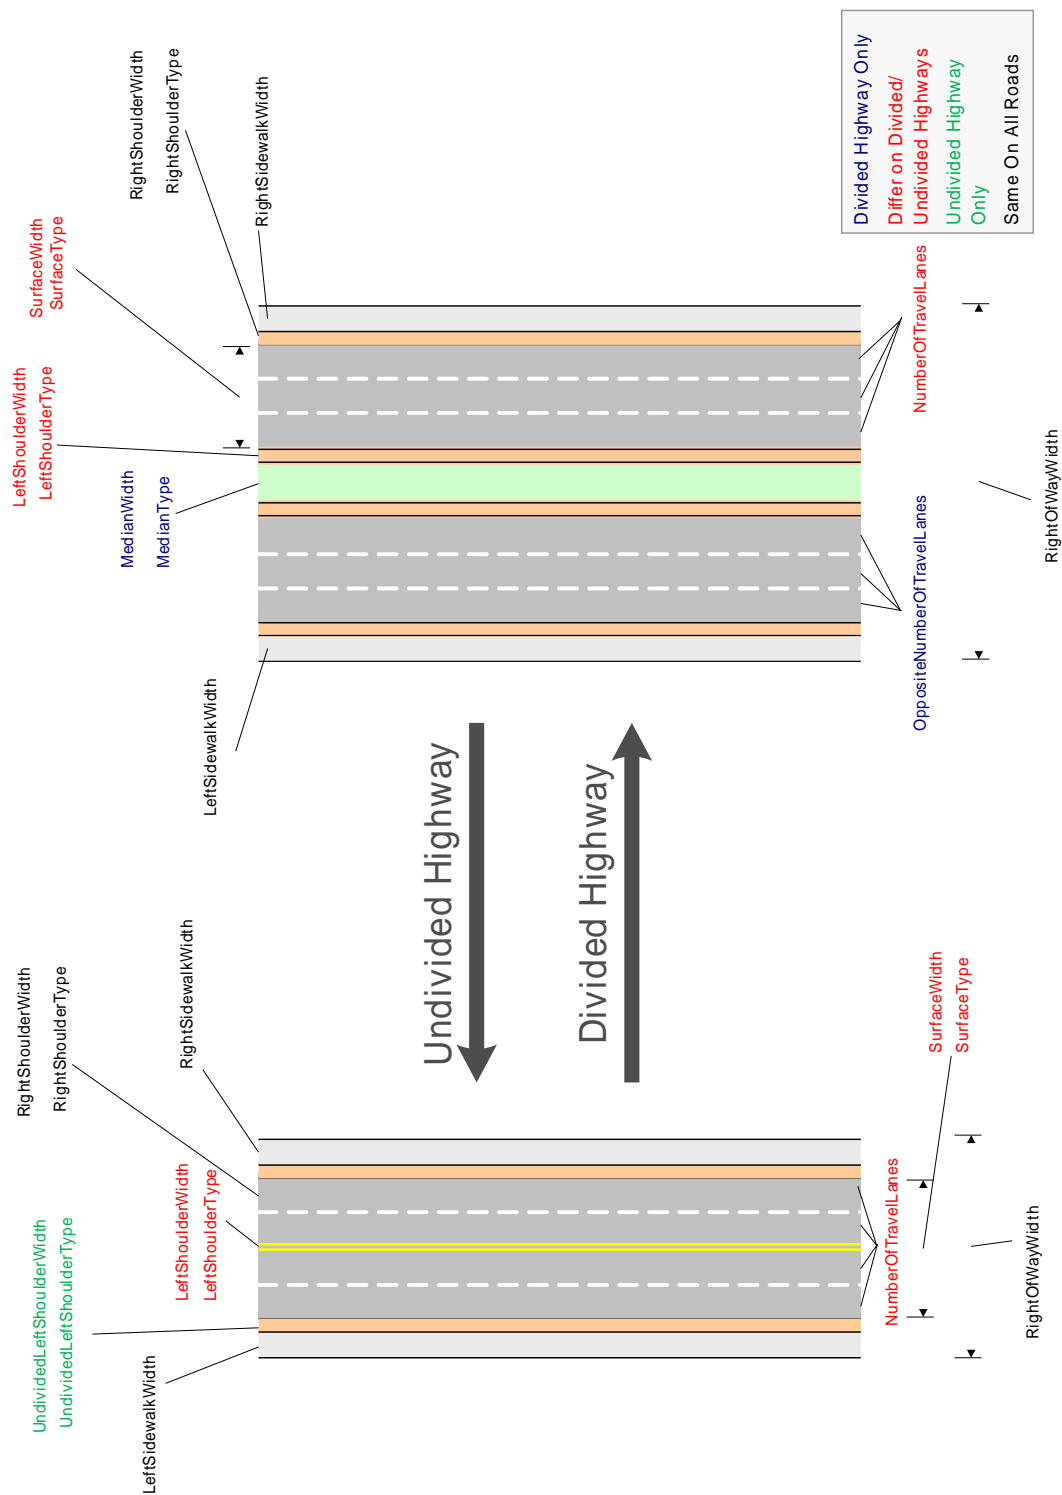 UndividedLeftShoulderWidth
UndividedLeftShoulderType
LeftSidewalkWidth
LeftShoulderWidth
LeftShoulderType
RightShoulderWidth
RightShoulderType
RightSidewalkWidth
NumberOfTravelLanes
SurfaceWidth
SurfaceType
RightOfWayWidth
Undivided Highway
Divided Highway
LeftSidewalkWidth
MedianWidth
MedianType
LeftShoulderWidth
LeftShoulderType
SurfaceWidth
SurfaceType
RightShoulderWidth
RightShoulderType
RightSidewalkWidth
OppositeNumberOfTravelLanes
NumberOfTravelLanes
RightOfWayWidth
Divided Highway Only
Differ on Divided/
Undivided Highways
Undivided Highway
Only
Same On All Roads